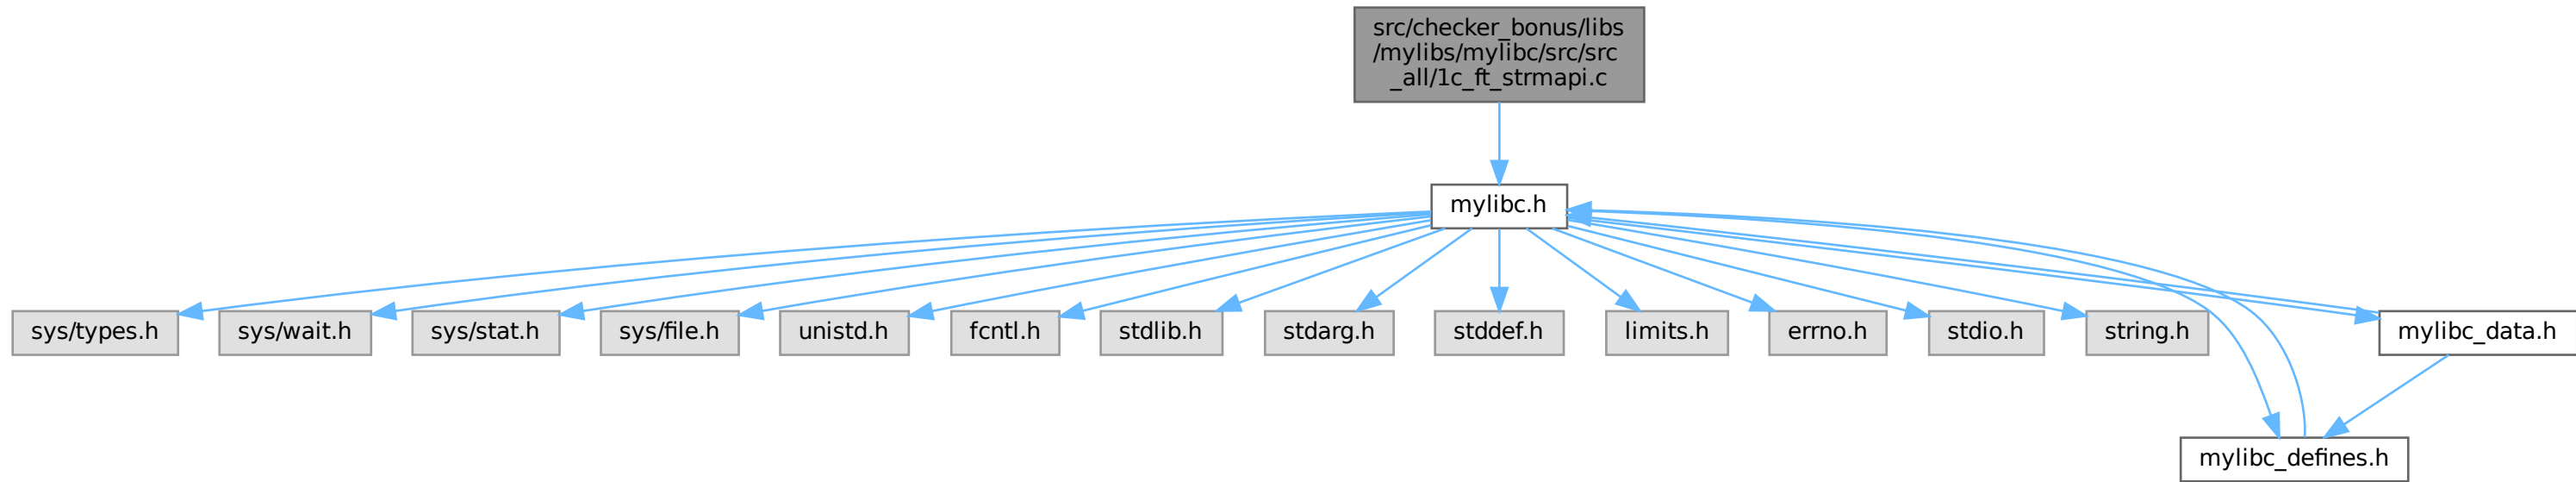 src/checker_bonus/libs
/mylibs/mylibc/src/src
_all/1c_ft_strmapi.c
mylibc.h
sys/types.h
sys/wait.h
sys/stat.h
sys/file.h
unistd.h
fcntl.h
stdlib.h
stdarg.h
stddef.h
limits.h
errno.h
stdio.h
string.h
mylibc_data.h
mylibc_defines.h